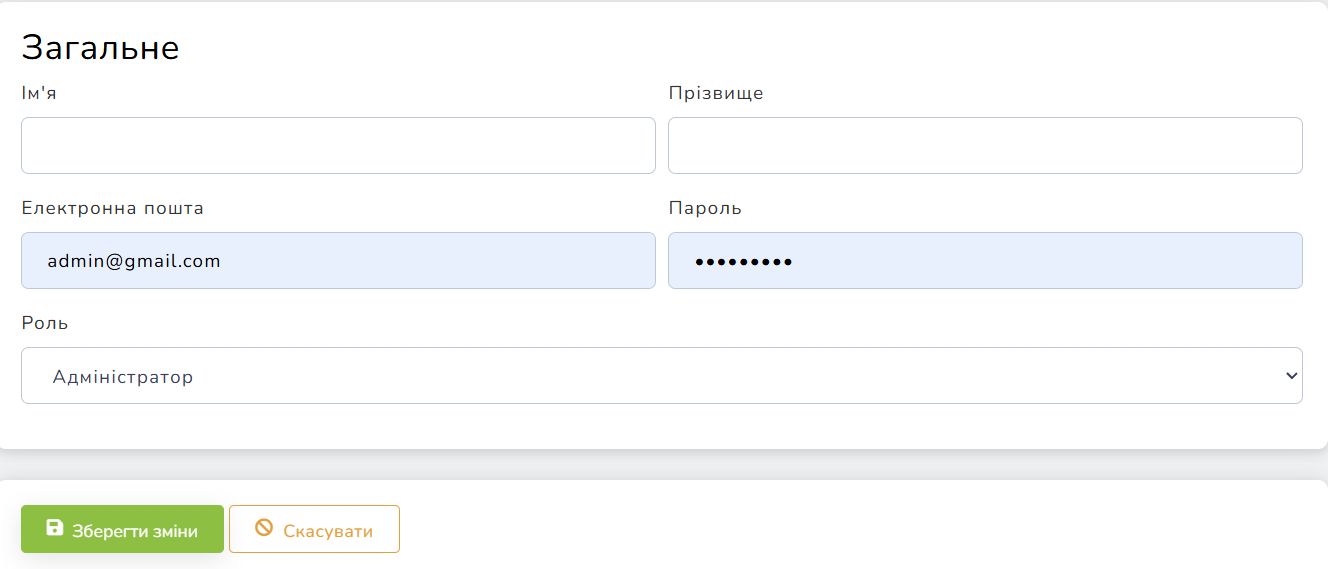 Загальне
Ім'я
Прізвище
Електронна пошта
Пароль
admin@gmail.com
•••••••••
Роль
Адміністратор
Зберегти зміни
Скасувати